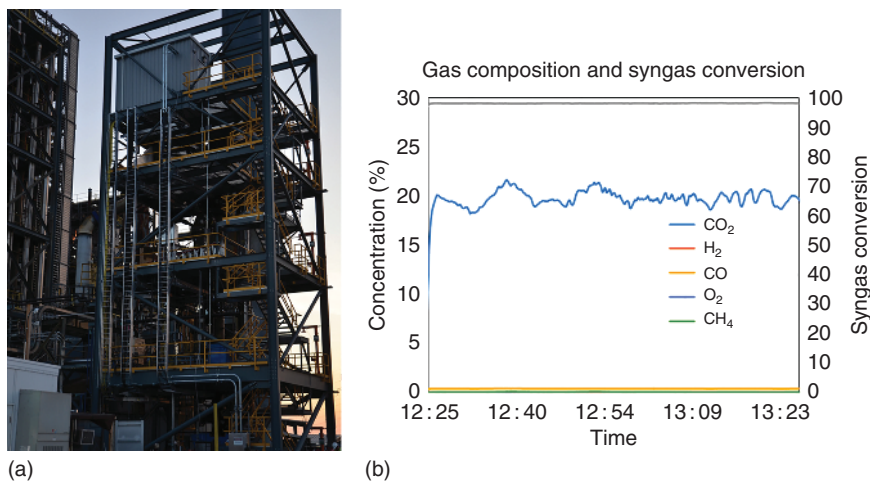 Gas composition and syngas conversion
30
25
20
15
10
5
0
Concentration (%)
100
90
80
70
60
50
40
30
20
10
0
Syngas conversion
CO₂
H₂
CO
O₂
CH₄
12:25 12:40 12:54 13:09 13:23
Time
(a) (b)